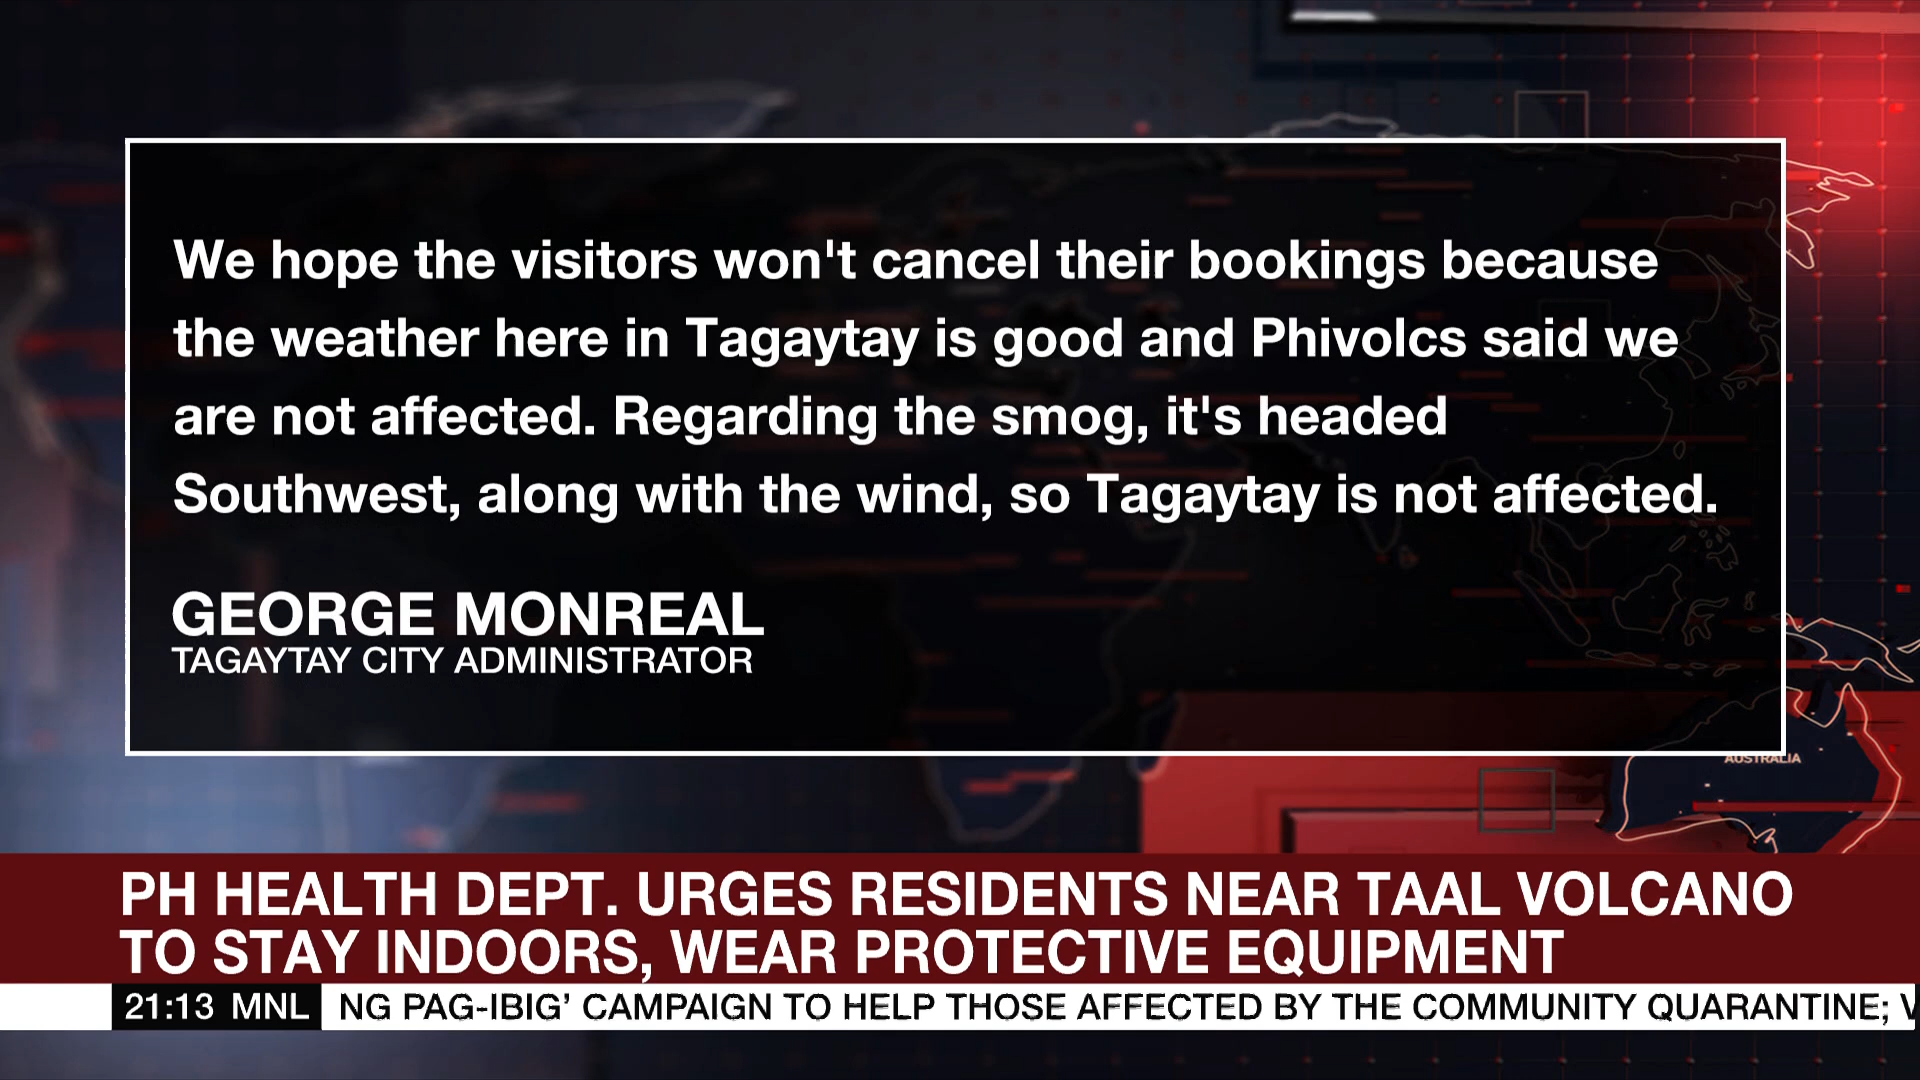 We hope the visitors won't cancel their bookings because
the weather here in Tagaytay is good and Phivolcs said we
are not affected. Regarding the smog, it's headed
Southwest, along with the wind, so Tagaytay is not affected.
GEORGE MONREAL
TAGAYTAY CITY ADMINISTRATOR
AUSTRALIA
PH HEALTH DEPT. URGES RESIDENTS NEAR TAAL VOLCANO
TO STAY INDOORS, WEAR PROTECTIVE EQUIPMENT
21:13 MNL NG PAG-IBIG’ CAMPAIGN TO HELP THOSE AFFECTED BY THE COMMUNITY QUARANTINE;